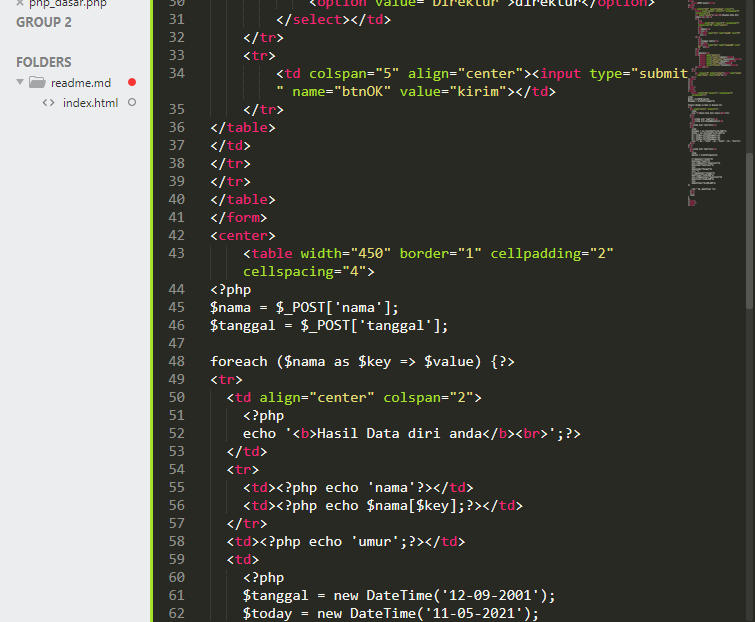 php_dasar.php
GROUP 2
FOLDERS
readme.md
index.html
30 <option value="Direktur">direktur</option>
31 </select></td>
32 </tr>
33 <tr>
34 <td colspan="5" align="center"><input type="submit
" name="btnOK" value="kirim"></td>
35 </tr>
36 </table>
37 </td>
38 </tr>
39 </tr>
40 </table>
41 </form>
42 <center>
43 <table width="450" border="1" cellpadding="2"
cellspacing="4">
44 <?php
45 $nama = $_POST['nama'];
46 $tanggal = $_POST['tanggal'];
47
48 foreach ($nama as $key => $value) {?>
49 <tr>
50 <td align="center" colspan="2">
51 <?php
52 echo '<b>Hasil Data diri anda</b><br>';?>
53 </td>
54 <tr>
55 <td><?php echo 'nama'?></td>
56 <td><?php echo $nama[$key];?></td>
57 </tr>
58 <td><?php echo 'umur';?></td>
59 <td>
60 <?php
61 $tanggal = new DateTime('12-09-2001');
62 $today = new DateTime('11-05-2021');